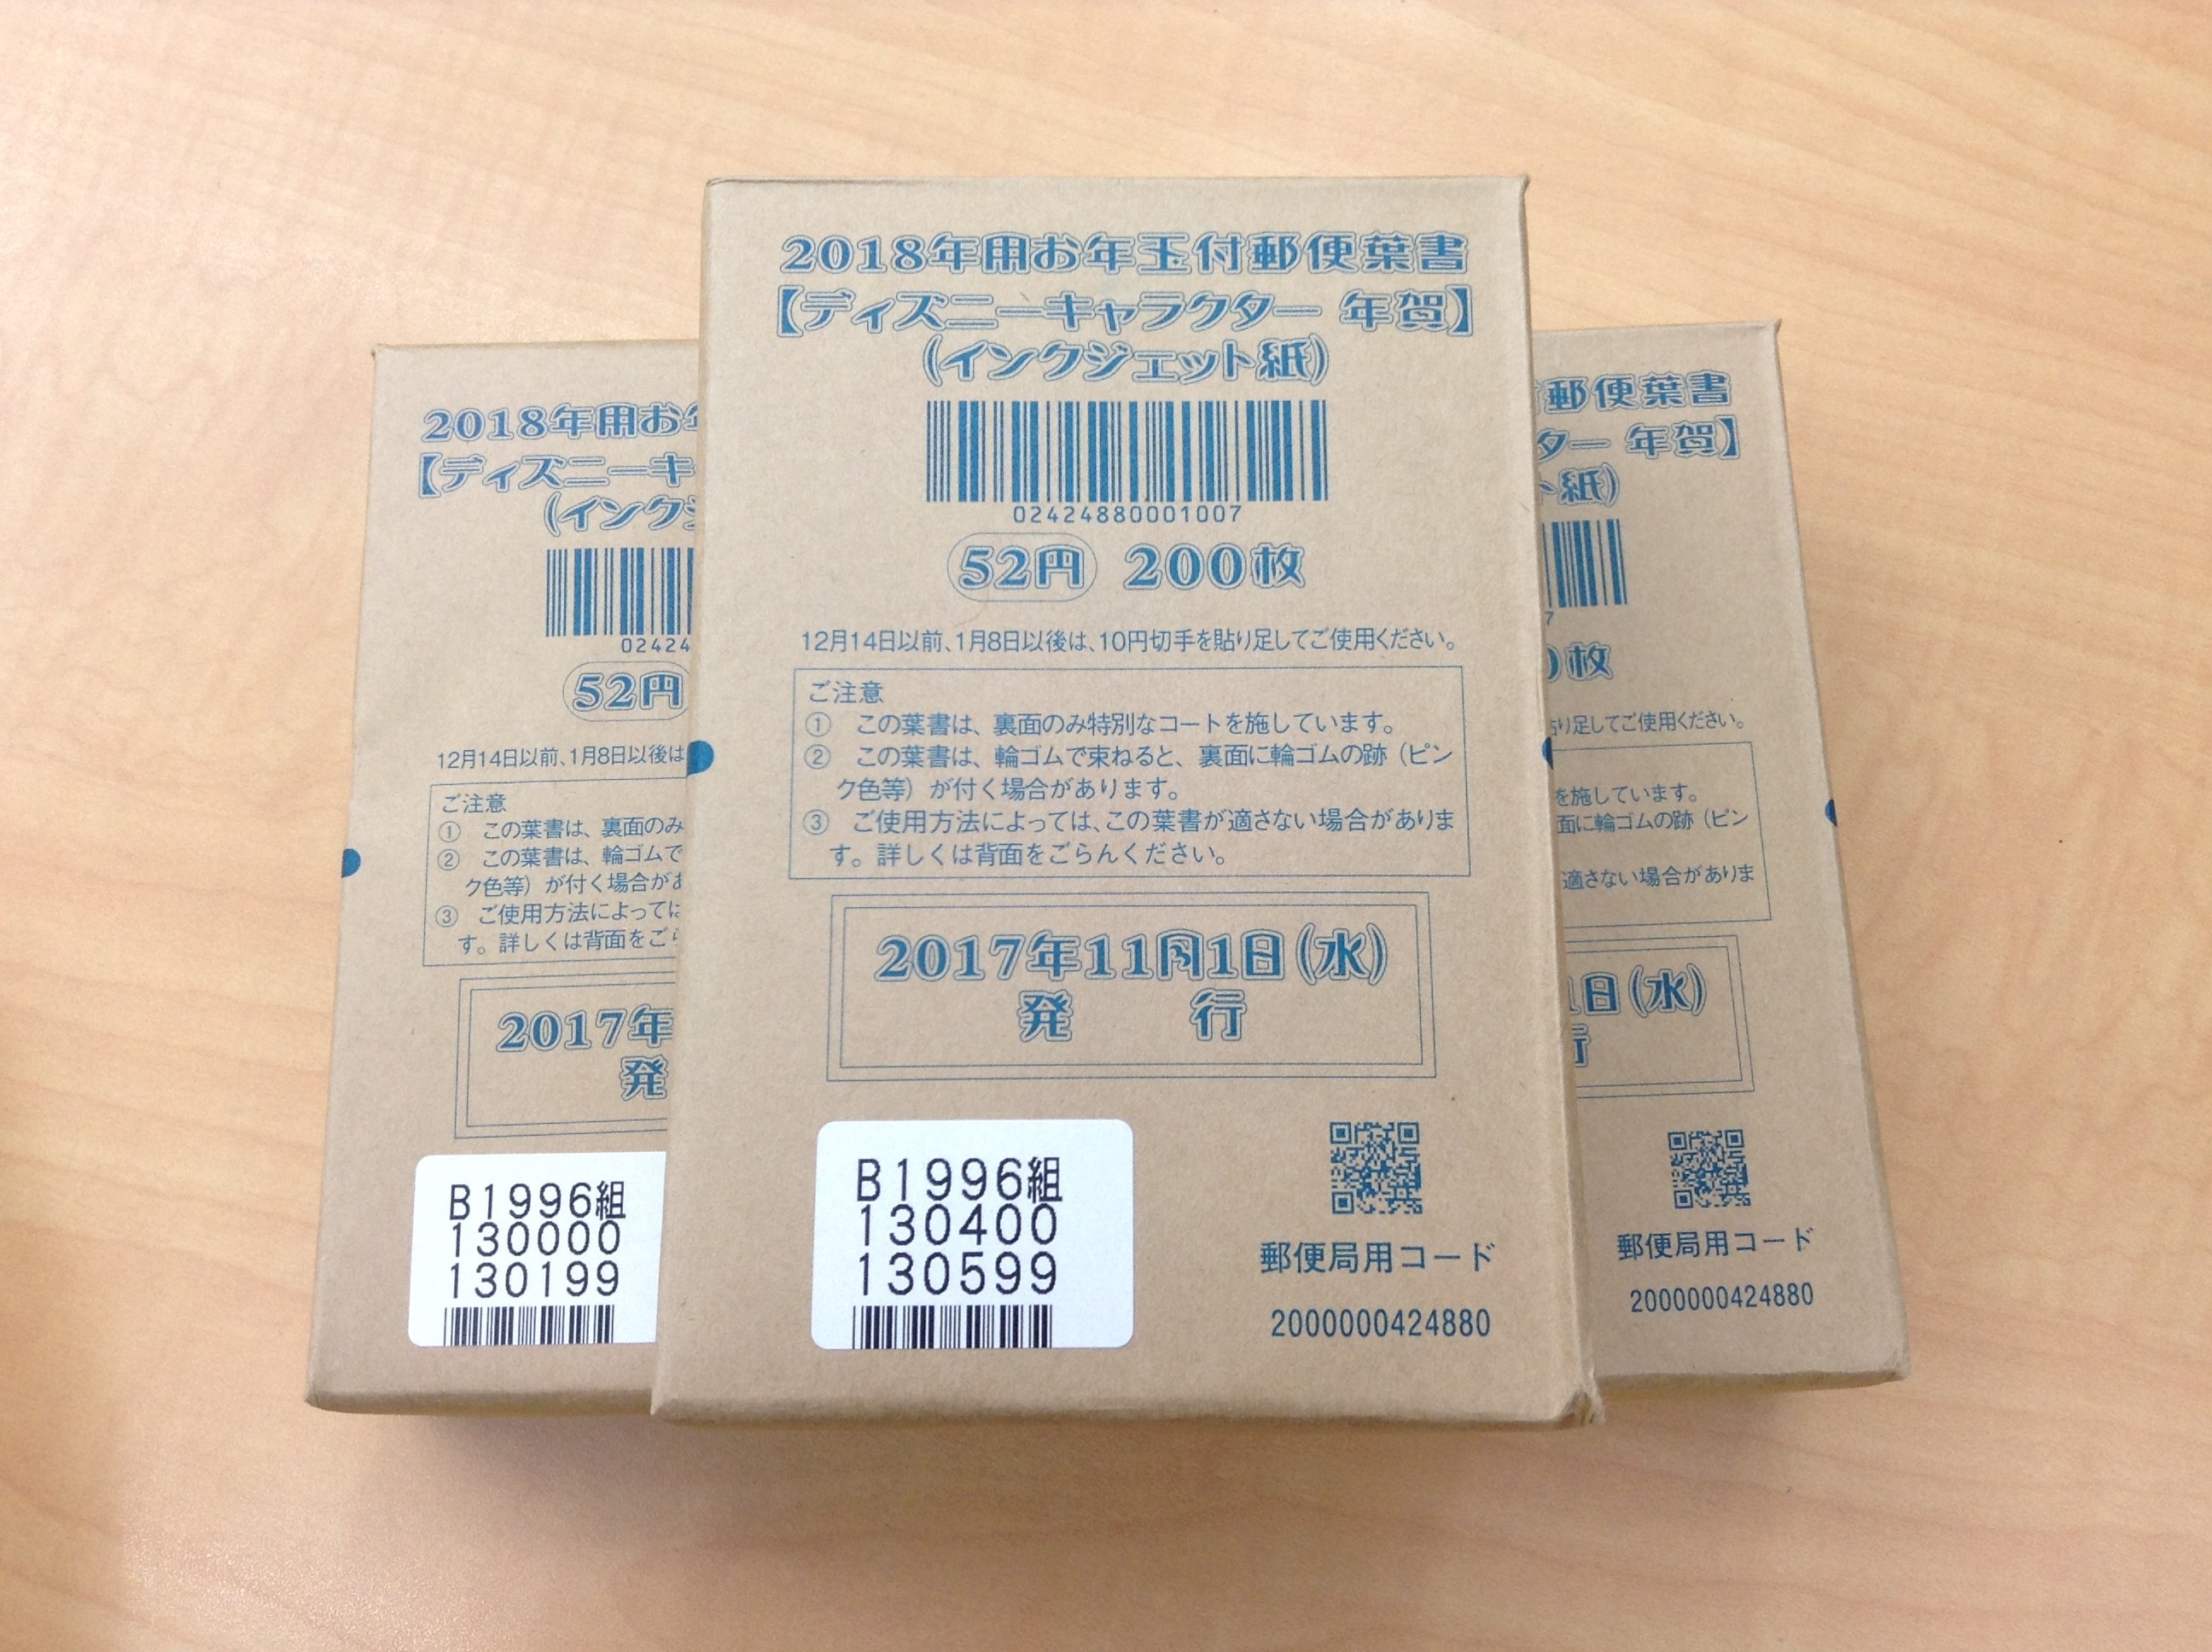 2018年用お年玉付郵便葉書
【ディズニーキャラクター 年賀】
(インクジェット紙)
02424880001007
52円 200枚
12月14日以前、1月8日以後は、10円切手を貼り足してご使用ください。
ご注意
① この葉書は、裏面のみ特別なコートを施しています。
② この葉書は、輪ゴムで束ねると、裏面に輪ゴムの跡（ピン
ク色等）が付く場合があります。
③ ご使用方法によっては、この葉書が適さない場合がありま
す。詳しくは背面をごらんください。
2017年11月1日(水)
発 行
B1996組
130400
130599
郵便局用コード
2000000424880
2018年用お
【ディズニーキ
(インクジ
02424
52円
12月14日以前、1月8日以後は
ご注意
① この葉書は、裏面のみ
② この葉書は、輪ゴムで
ク色等）が付く場合が
③ ご使用方法によっては
す。詳しくは背面をご
2017年
発
B1996組
130000
130199
郵便葉書
ター 年賀】
ト紙)
7
0枚
り足してご使用ください。
を施しています。
面に輪ゴムの跡（ピン
適さない場合がありま
1日(水)
行
郵便局用コード
2000000424880